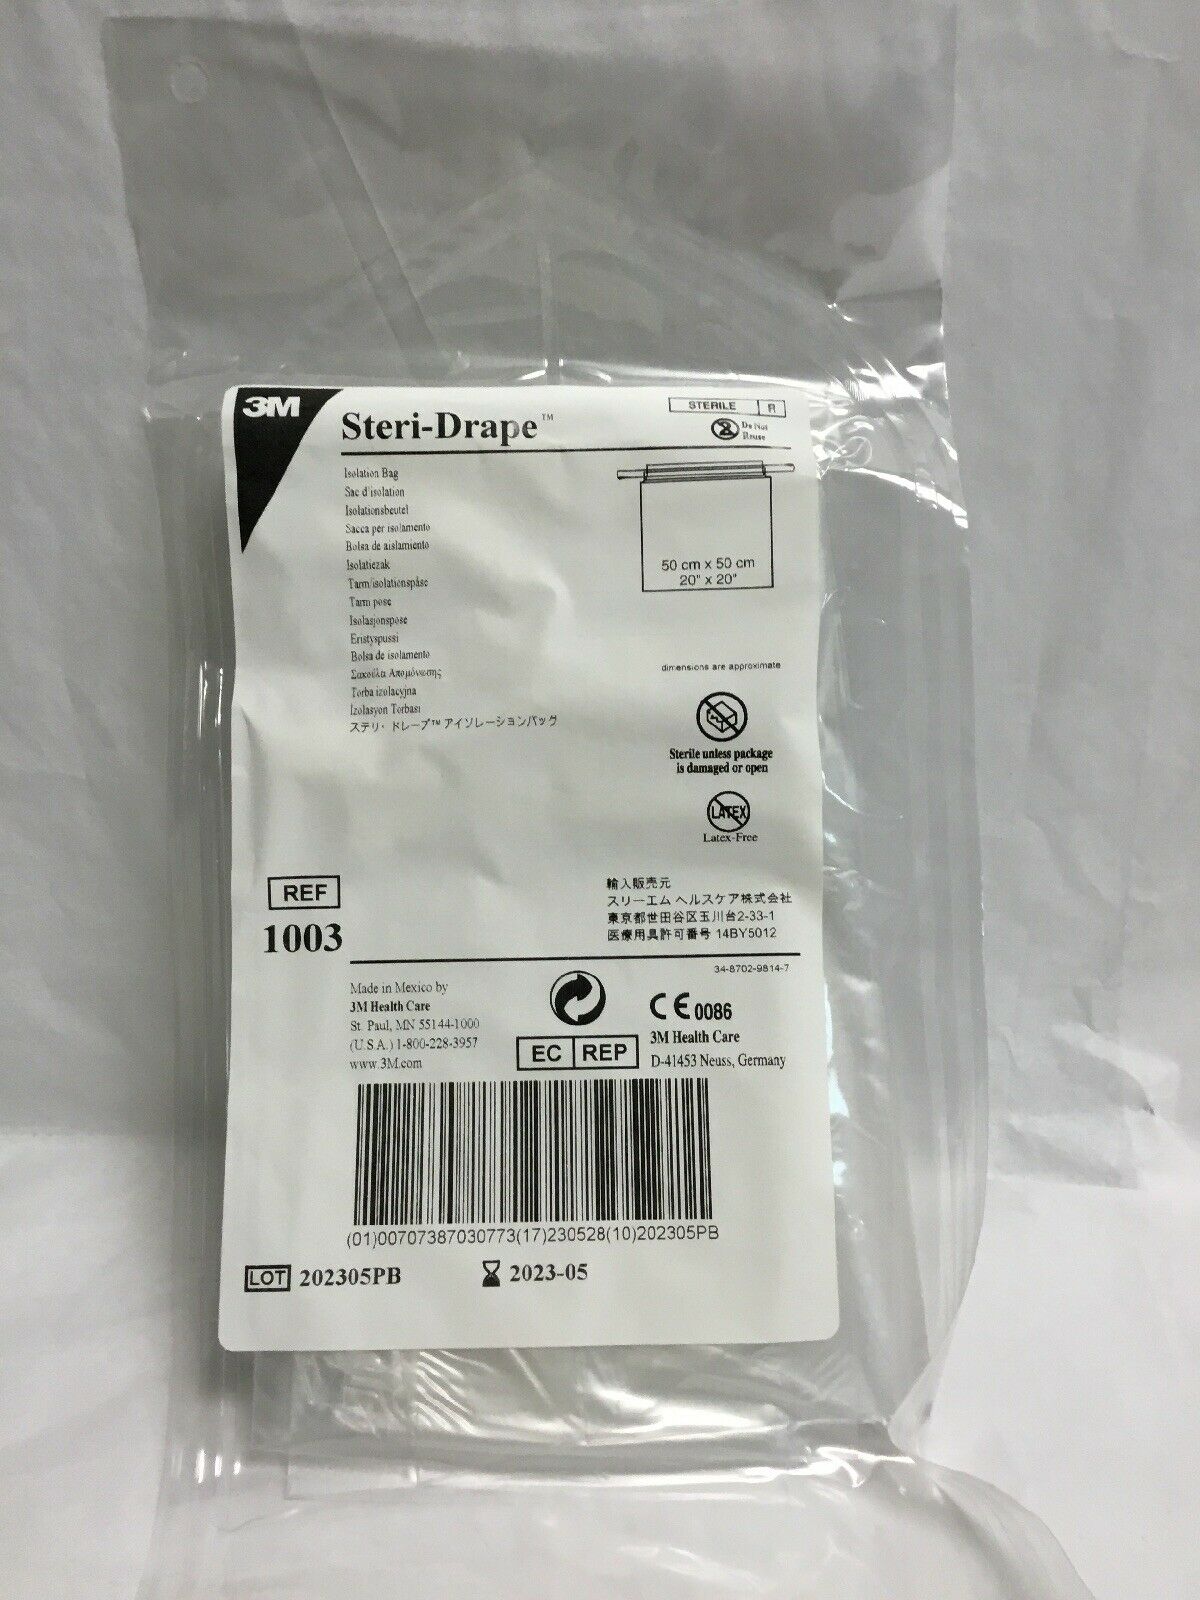 3M
Steri-Drape™
STERILE R
Do Not
Reuse
Isolation Bag
Sac d'isolation
Isolationsbeutel
Sacca per isolamento
Bolsa de aislamiento
Isolatiezak
Tarm/isolationspåse
Tarm pose
Isolasjonspose
Eristyspussi
Bolsa de isolamento
Σακούλα Απομόνωσης
Torba izolacyjna
Izolasyon Torbası
ステリ・ドレープ™ アイソレーションバッグ
50 cm x 50 cm
20" x 20"
dimensions are approximate
Sterile unless package
is damaged or open
LATEX
Latex-Free
REF
1003
輸入販売元
スリーエム ヘルスケア株式会社
東京都世田谷区玉川台2-33-1
医療用具許可番号 14BY5012
34-8702-9814-7
Made in Mexico by
3M Health Care
St. Paul, MN 55144-1000
(U.S.A.) 1-800-228-3957
www.3M.com
EC REP
CE 0086
3M Health Care
D-41453 Neuss, Germany
(01)00707387030773(17)230528(10)202305PB
LOT 202305PB
2023-05